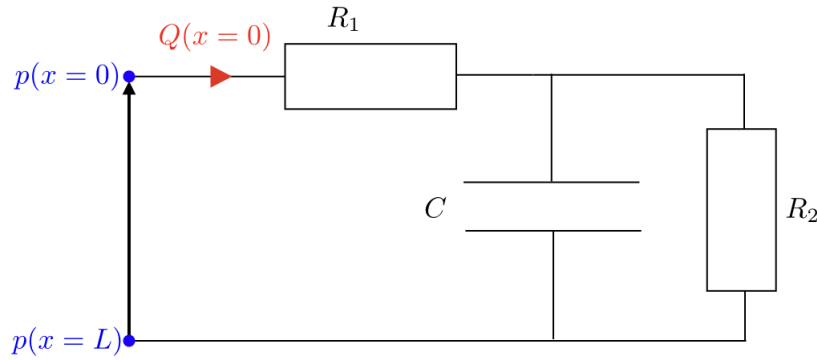 R₁
Q(x = 0)
p(x = 0)
C
R₂
p(x = L)